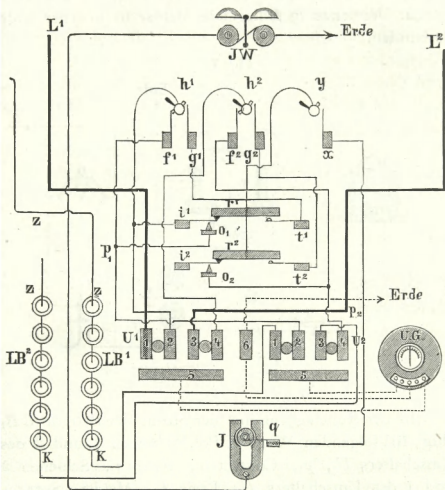 L¹
JW
Erde
L²
h¹
h²
y
f¹
g¹
f²
g²
x
z
r¹
i¹
o₁
t¹
p₁
r²
i²
o₂
t²
Erde
z
z
p₂
U¹
1
2
3
4
6
1
2
3
4
U²
U.G.
LB²
LB¹
5
5
K
K
J
q